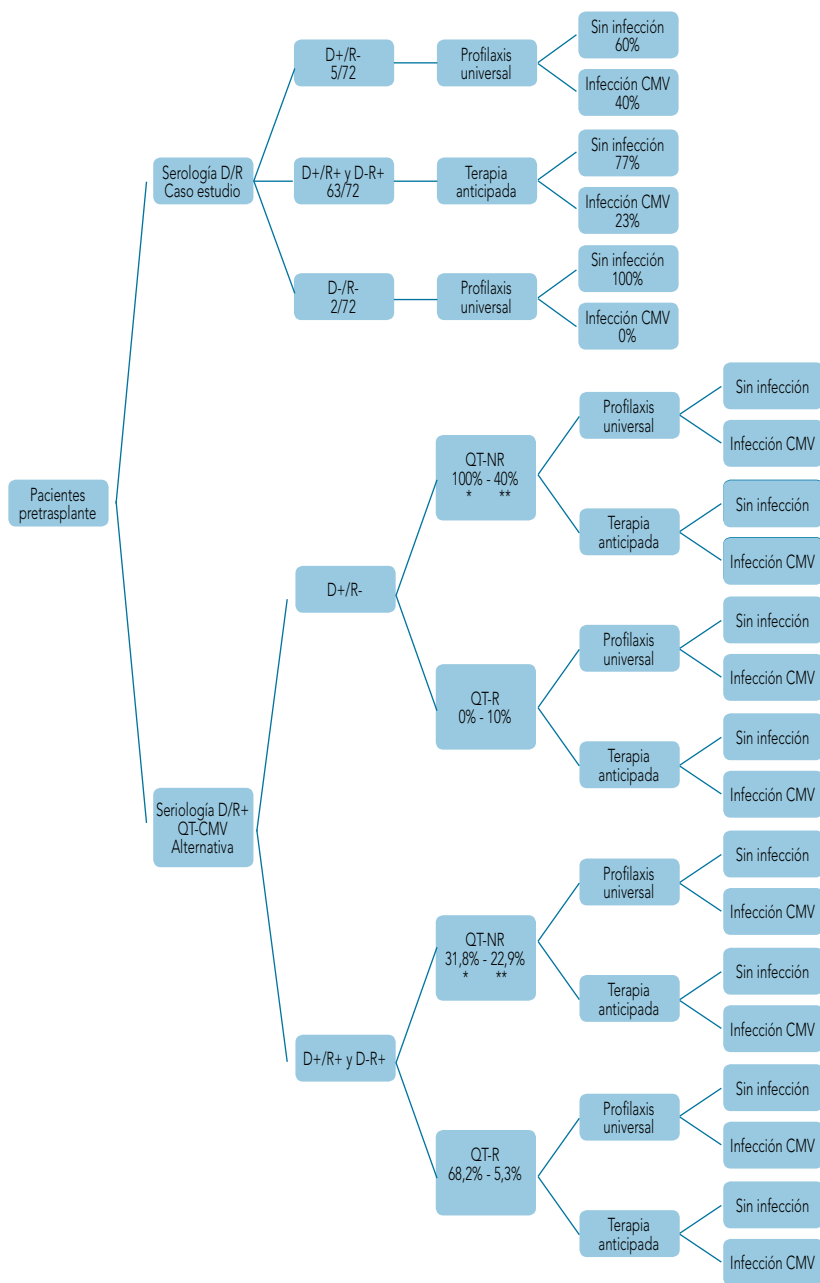 Pacientes
pretrasplante
Serología D/R
Caso estudio
D+/R-
5/72
Profilaxis
universal
Sin infección
60%
Infección CMV
40%
D+/R+ y D-R+
63/72
Terapia
anticipada
Sin infección
77%
Infección CMV
23%
D-/R-
2/72
Profilaxis
universal
Sin infección
100%
Infección CMV
0%
Seriología D/R+
QT-CMV
Alternativa
D+/R-
QT-NR
100% - 40%
* **
Profilaxis
universal
Sin infección
Infección CMV
Terapia
anticipada
Sin infección
Infección CMV
QT-R
0% - 10%
Profilaxis
universal
Sin infección
Infección CMV
Terapia
anticipada
Sin infección
Infección CMV
D+/R+ y D-R+
QT-NR
31,8% - 22,9%
* **
Profilaxis
universal
Sin infección
Infección CMV
Terapia
anticipada
Sin infección
Infección CMV
QT-R
68,2% - 5,3%
Profilaxis
universal
Sin infección
Infección CMV
Terapia
anticipada
Sin infección
Infección CMV